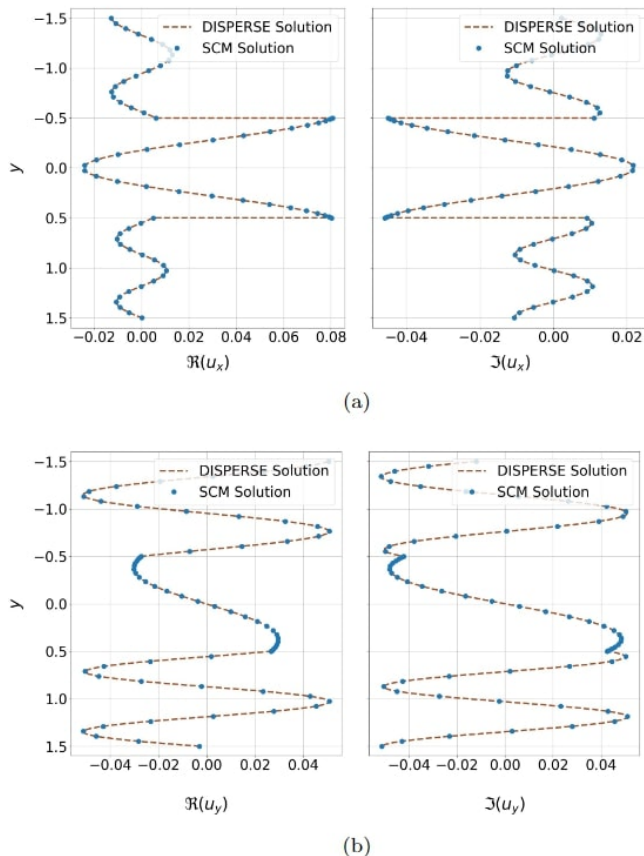 DISPERSE Solution
SCM Solution
DISPERSE Solution
SCM Solution
−1.5
−1.0
−0.5
0.0
0.5
1.0
1.5
y
−0.02 0.00 0.02 0.04 0.06 0.08
−0.04 −0.02 0.00 0.02
ℜ(u_x)
ℑ(u_x)
(a)
DISPERSE Solution
SCM Solution
DISPERSE Solution
SCM Solution
−1.5
−1.0
−0.5
0.0
0.5
1.0
1.5
y
−0.04 −0.02 0.00 0.02 0.04
−0.04 −0.02 0.00 0.02 0.04
ℜ(u_y)
ℑ(u_y)
(b)